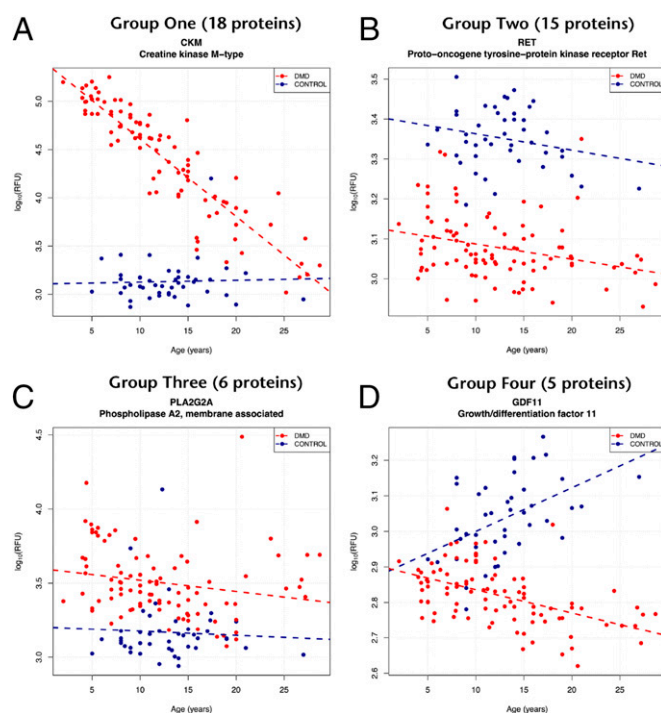 A
Group One (18 proteins)
CKM
Creatine kinase M-type
DMD
CONTROL
log10(RFU)
5.0
4.5
4.0
3.5
3.0
5
10
15
20
25
Age (years)
B
Group Two (15 proteins)
RET
Proto-oncogene tyrosine-protein kinase receptor Ret
DMD
CONTROL
log10(RFU)
3.5
3.4
3.3
3.2
3.1
3.0
5
10
15
20
25
Age (years)
C
Group Three (6 proteins)
PLA2G2A
Phospholipase A2, membrane associated
DMD
CONTROL
log10(RFU)
4.5
4.0
3.5
3.0
5
10
15
20
25
Age (years)
D
Group Four (5 proteins)
GDF11
Growth/differentiation factor 11
DMD
CONTROL
log10(RFU)
3.2
3.1
3.0
2.9
2.8
2.7
2.6
5
10
15
20
25
Age (years)